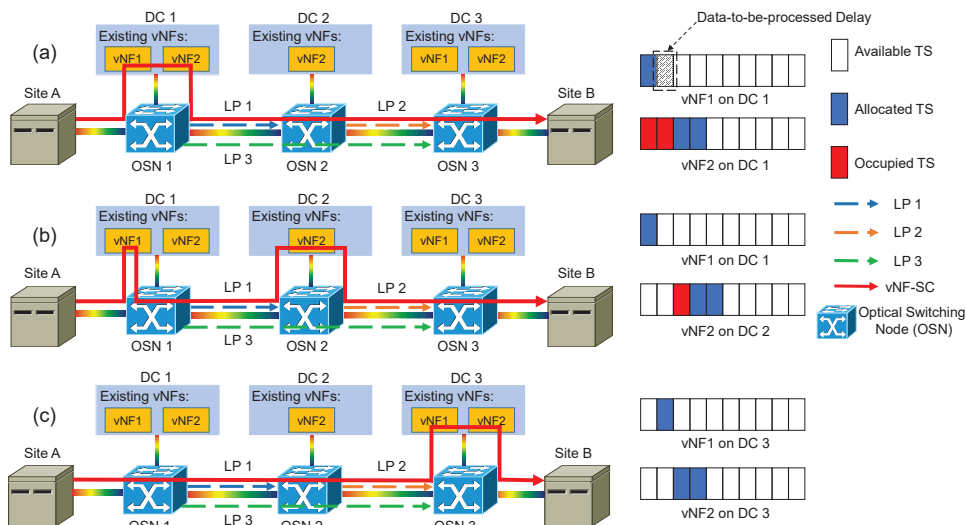 Data-to-be-processed Delay
DC 1
DC 2
DC 3
(a)
Existing vNFs:
Existing vNFs:
Existing vNFs:
vNF1
vNF2
vNF2
vNF1
vNF2
Site A
LP 1
LP 2
Site B
OSN 1
LP 3
OSN 2
OSN 3
vNF1 on DC 1
vNF2 on DC 1
Available TS
Allocated TS
Occupied TS
LP 1
LP 2
LP 3
vNF-SC
Optical Switching
Node (OSN)
DC 1
DC 2
DC 3
(b)
Existing vNFs:
Existing vNFs:
Existing vNFs:
vNF1
vNF2
vNF2
vNF1
vNF2
Site A
LP 1
LP 2
Site B
OSN 1
LP 3
OSN 2
OSN 3
vNF1 on DC 1
vNF2 on DC 2
DC 1
DC 2
DC 3
(c)
Existing vNFs:
Existing vNFs:
Existing vNFs:
vNF1
vNF2
vNF2
vNF1
vNF2
Site A
LP 1
LP 2
Site B
OSN 1
LP 3
OSN 2
OSN 3
vNF1 on DC 3
vNF2 on DC 3